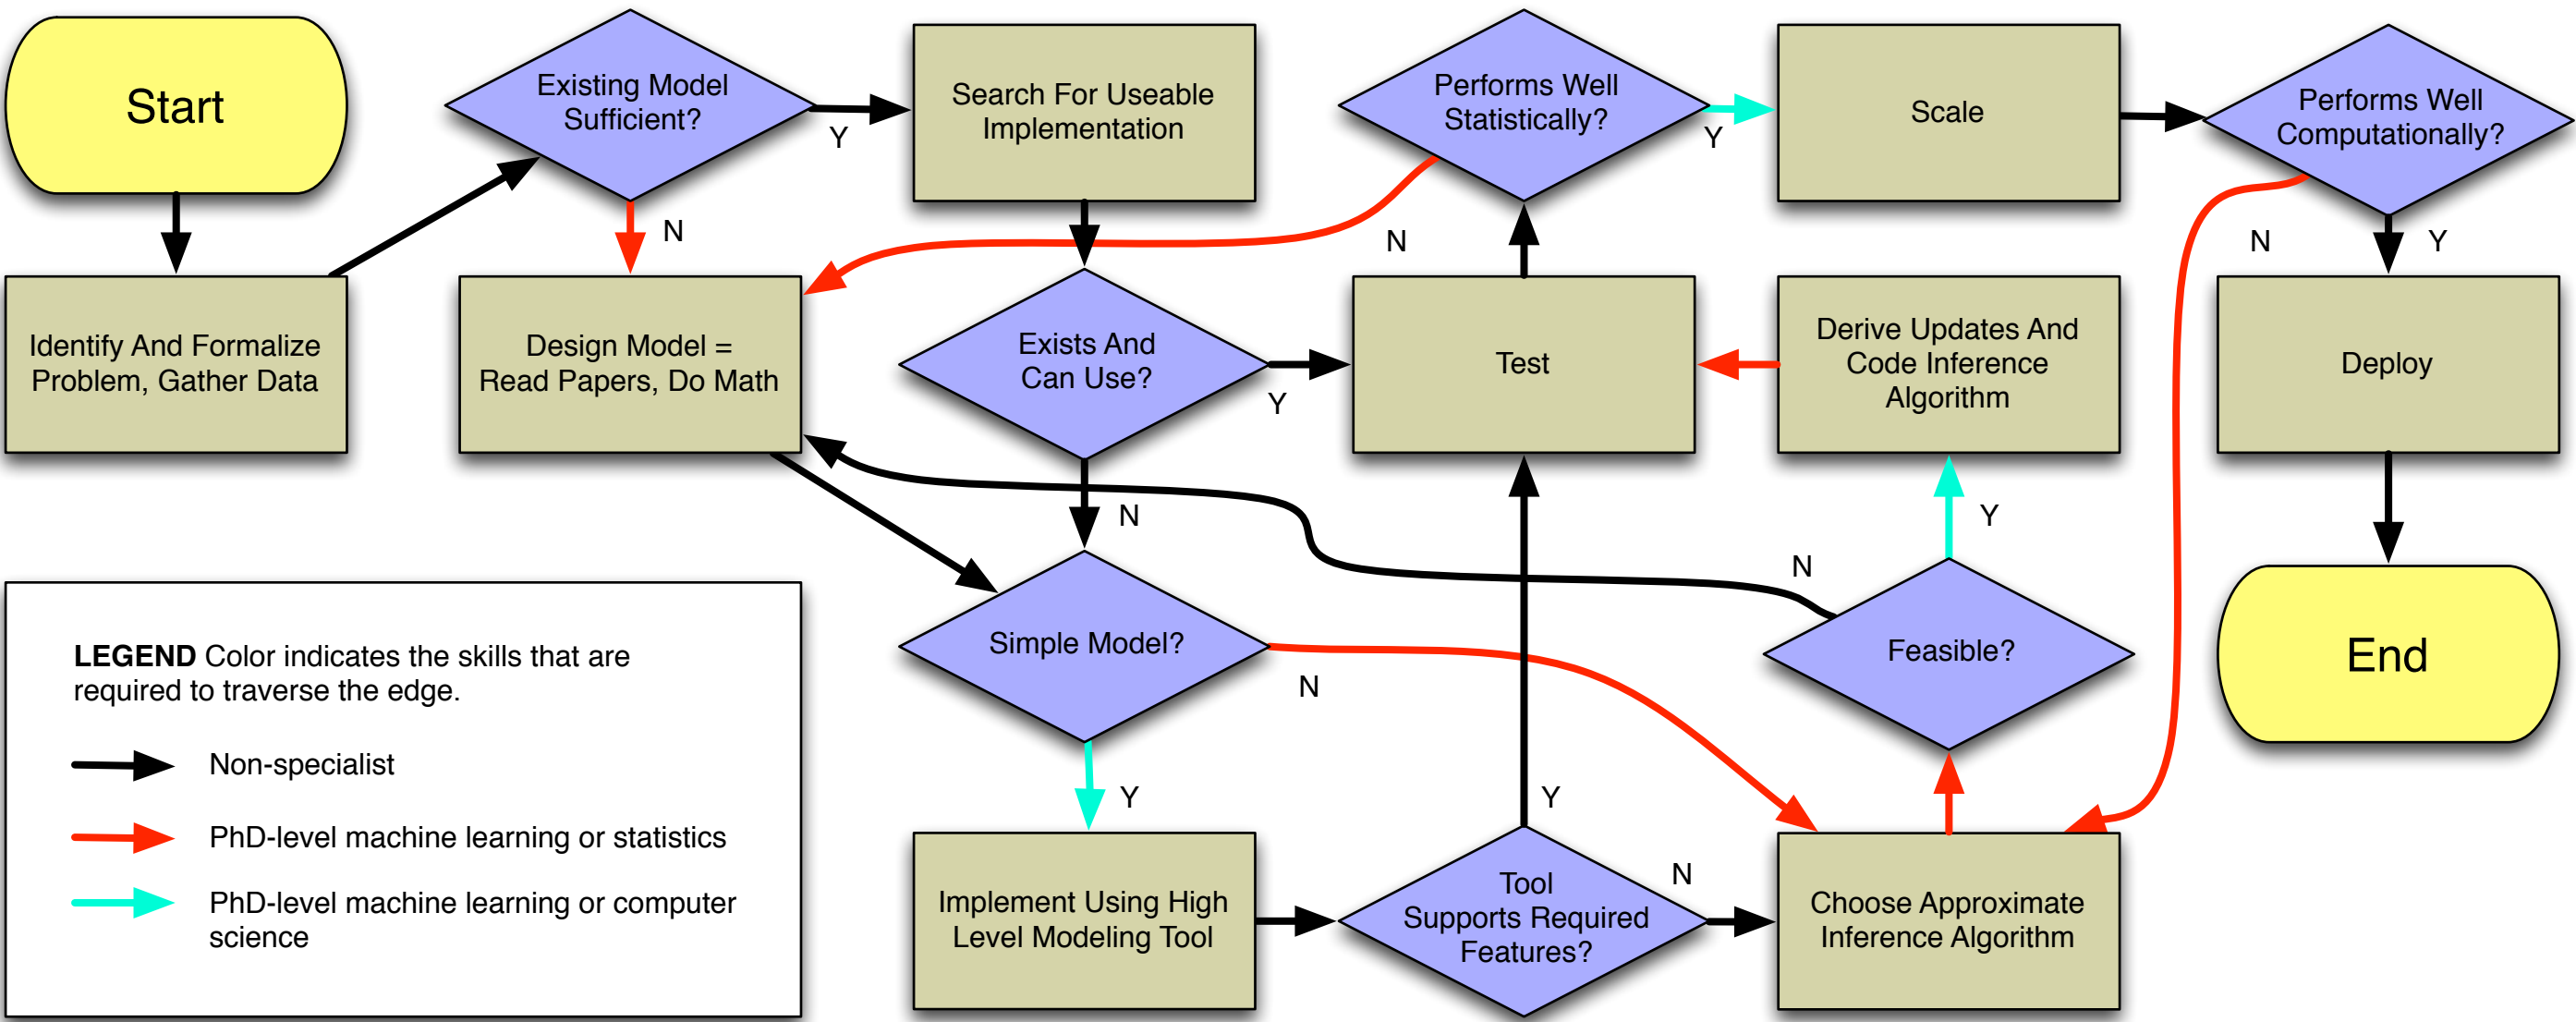 Start
Existing Model
Sufficient?
Y
N
Search For Useable
Implementation
Performs Well
Statistically?
Y
N
Scale
Performs Well
Computationally?
N
Y
Identify And Formalize
Problem, Gather Data
Design Model =
Read Papers, Do Math
Exists And
Can Use?
Y
N
Test
Derive Updates And
Code Inference
Algorithm
Deploy
Simple Model?
N
Y
Feasible?
N
Y
End
LEGEND Color indicates the skills that are
required to traverse the edge.
Non-specialist
PhD-level machine learning or statistics
PhD-level machine learning or computer
science
Implement Using High
Level Modeling Tool
Tool
Supports Required
Features?
Y
N
Choose Approximate
Inference Algorithm